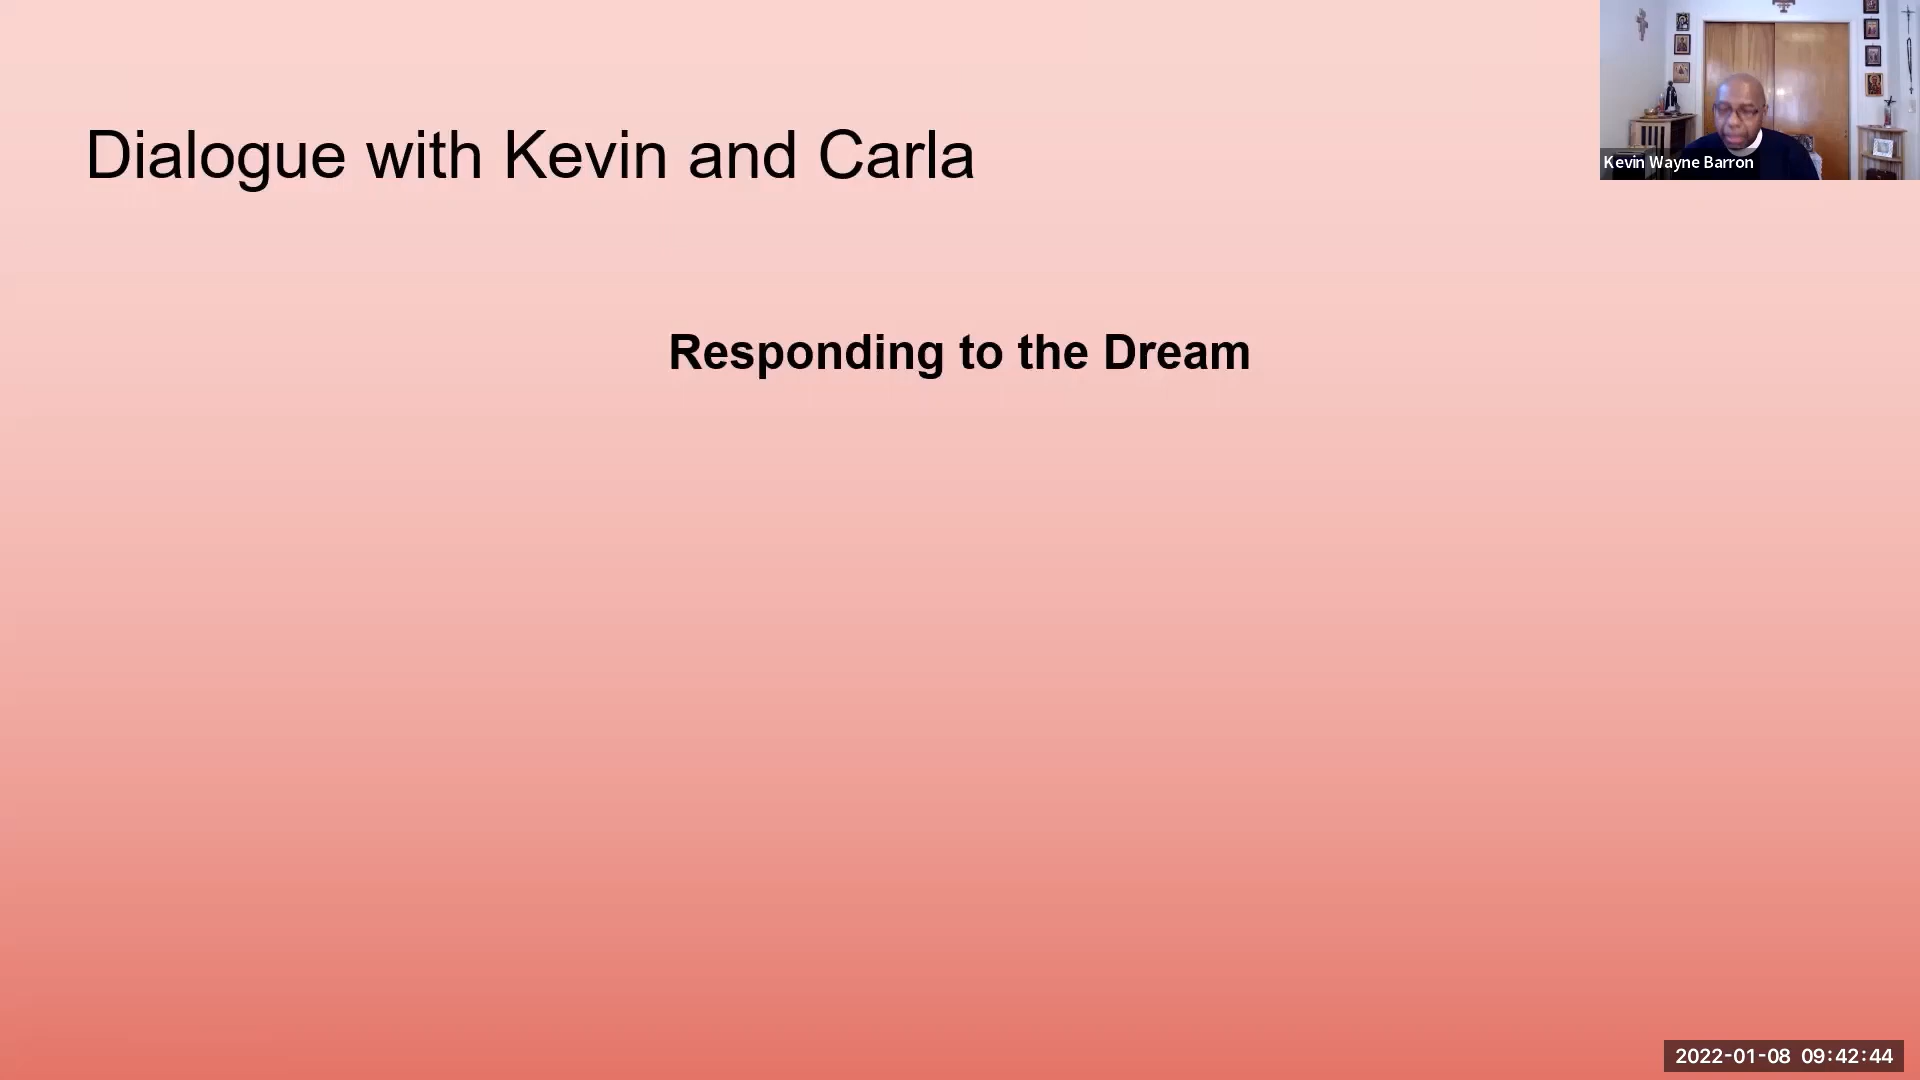 Dialogue with Kevin and Carla
Kevin Wayne Barron
Responding to the Dream
2022-01-08 09:42:44